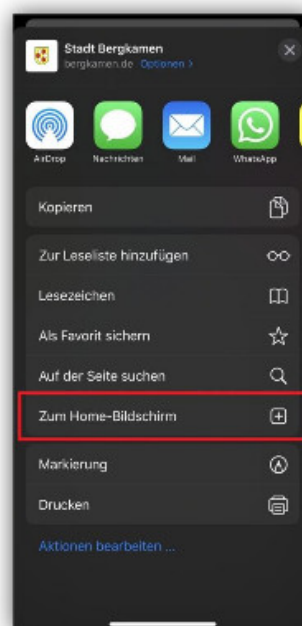 Stadt Bergkamen
bergkamen.de Optionen >
AirDrop
Nachrichten
Mail
WhatsApp
Kopieren
Zur Leseliste hinzufügen
Lesezeichen
Als Favorit sichern
Auf der Seite suchen
Zum Home-Bildschirm
Markierung
Drucken
Aktionen bearbeiten ...